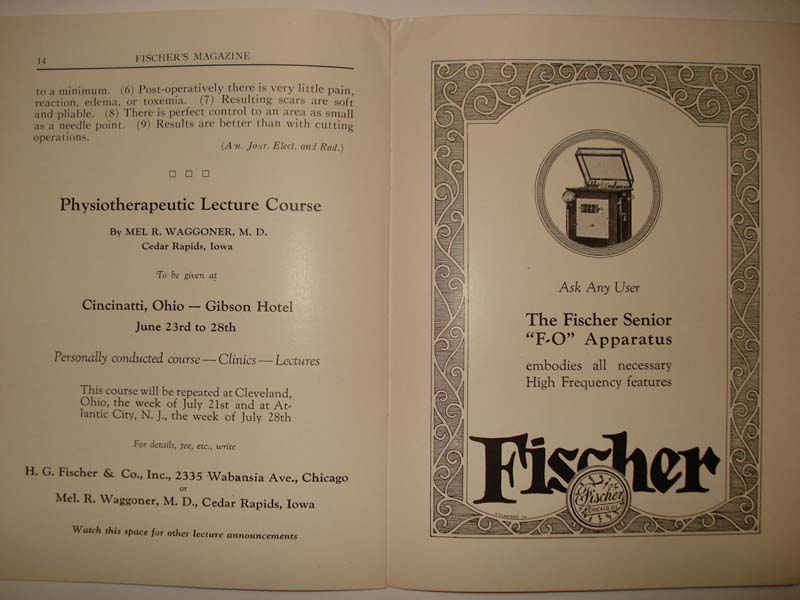 14
FISCHER'S MAGAZINE
to a minimum. (6) Post-operatively there is very little pain,
reaction, edema, or toxemia. (7) Resulting scars are soft
and pliable. (8) There is perfect control to an area as small
as a needle point. (9) Results are better than with cutting
operations.
(Am. Jour. Elect. and Rad.)
Physiotherapeutic Lecture Course
By MEL R. WAGGONER, M. D.
Cedar Rapids, Iowa
To be given at
Cincinatti, Ohio — Gibson Hotel
June 23rd to 28th
Personally conducted course — Clinics — Lectures
This course will be repeated at Cleveland,
Ohio, the week of July 21st and at At-
lantic City, N. J., the week of July 28th
For details, fee, etc., write
H. G. Fischer & Co., Inc., 2335 Wabansia Ave., Chicago
or
Mel. R. Waggoner, M. D., Cedar Rapids, Iowa
Watch this space for other lecture announcements
Ask Any User
The Fischer Senior
"F-O" Apparatus
embodies all necessary
High Frequency features
Fischer
Fischer
CHICAGO, ILL.